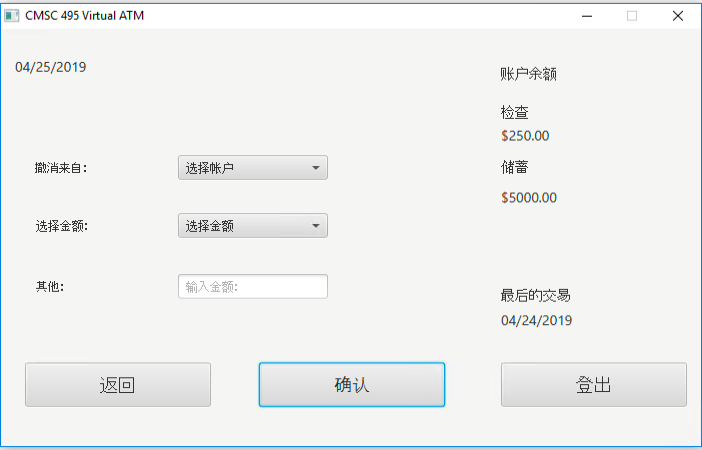 CMSC 495 Virtual ATM
04/25/2019
账户余额
检查
$250.00
撤消来自:
选择帐户
储蓄
$5000.00
选择金额:
选择金额
其他:
输入金额:
最后的交易
04/24/2019
返回
确认
登出